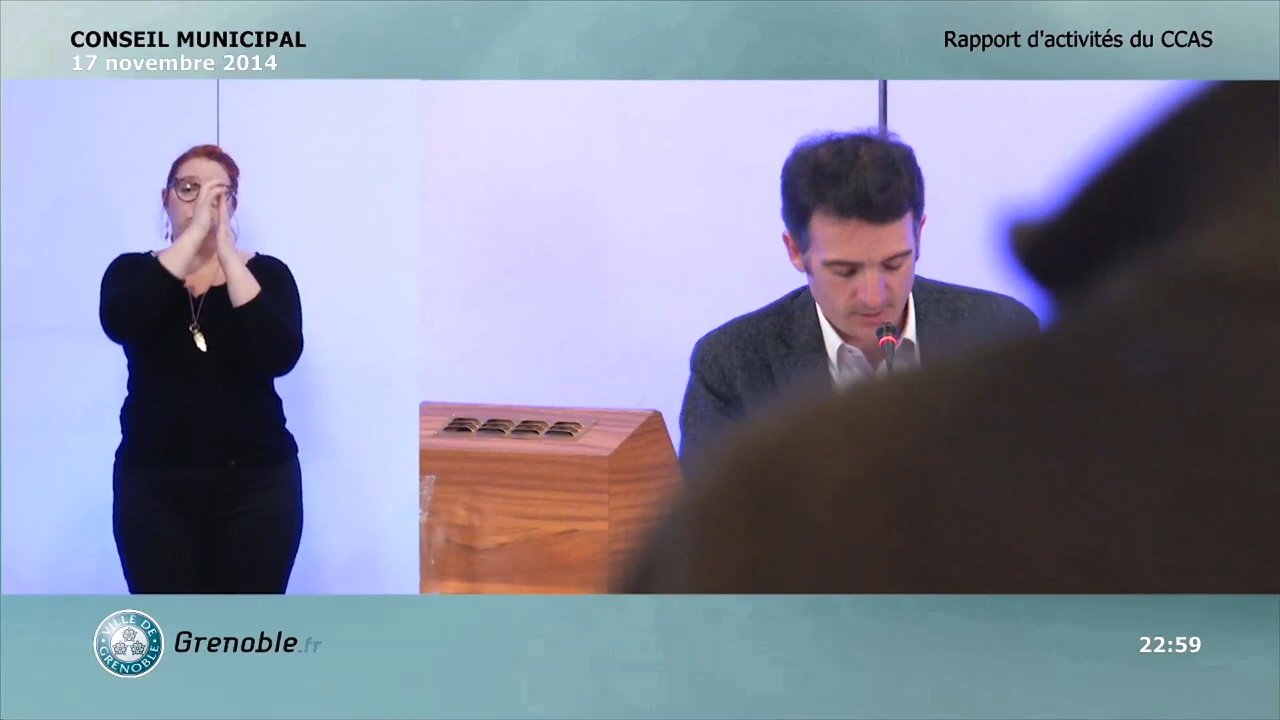 CONSEIL MUNICIPAL
17 novembre 2014
Rapport d'activités du CCAS
VILLE DE
GRENOBLE
Grenoble.fr
22:59